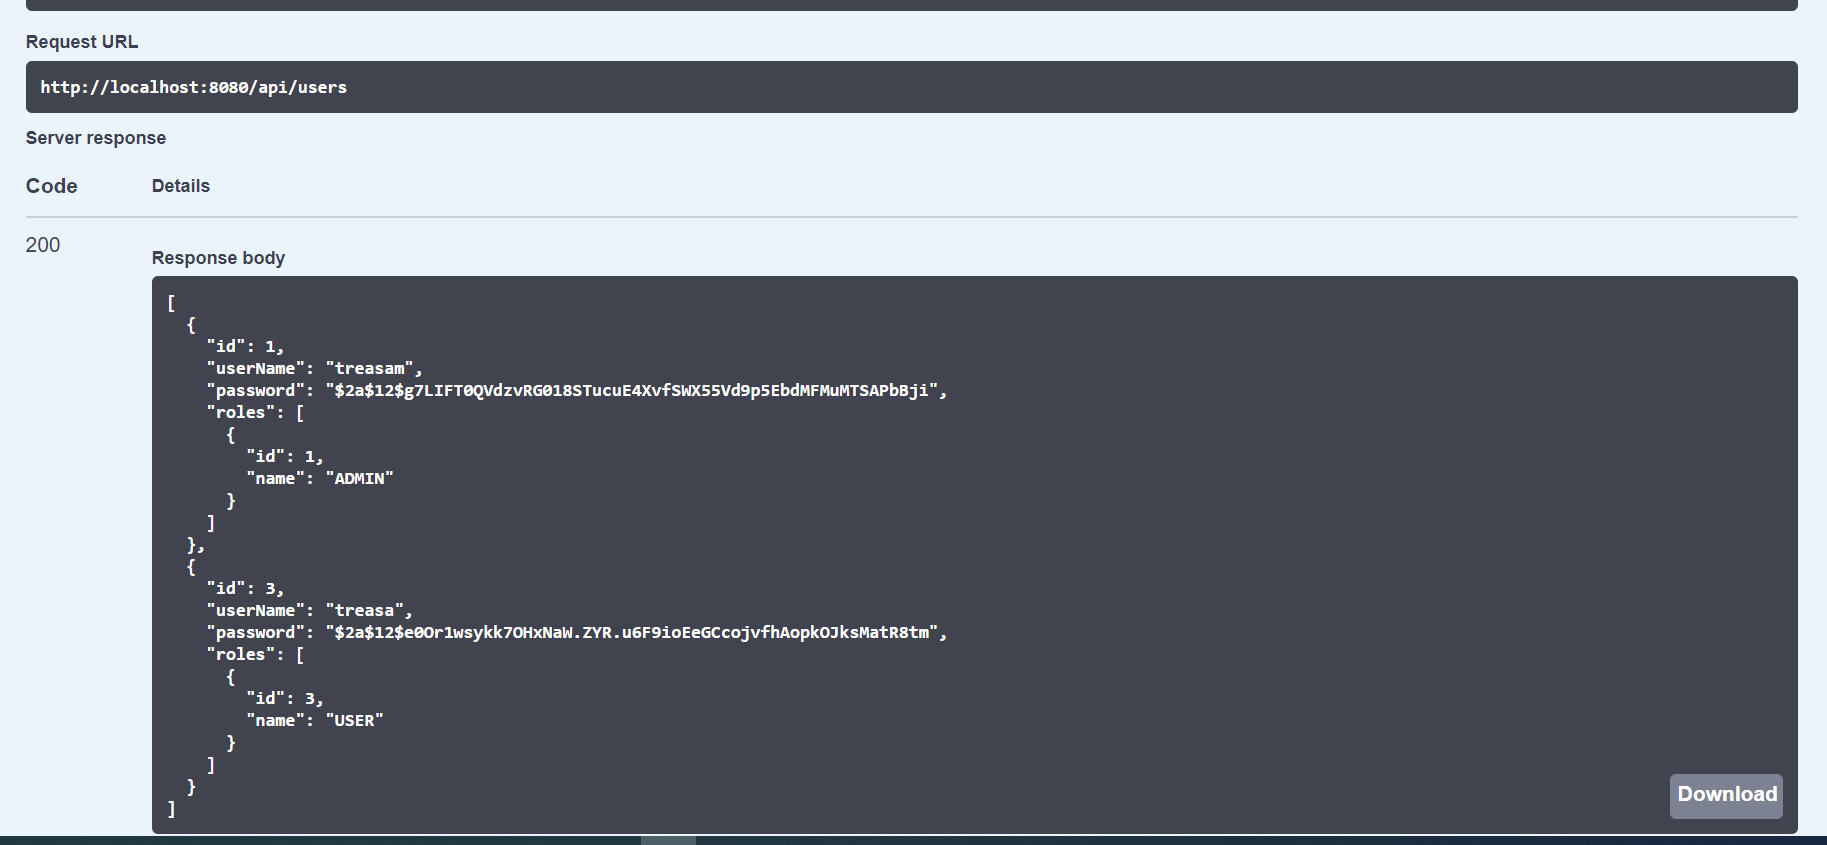 Request URL
http://localhost:8080/api/users
Server response
Code Details
200
Response body
[
{
"id": 1,
"userName": "treasam",
"password": "$2a$12$g7LIFT0QVdzvRG018STucuE4XvfSWX55Vd9p5EbdMFMuMTSAPbBji",
"roles": [
{
"id": 1,
"name": "ADMIN"
}
]
},
{
"id": 3,
"userName": "treasa",
"password": "$2a$12$e0Or1wsykk7OHxNaW.ZYR.u6F9ioEeGCcojvfhAopkOJksMatR8tm",
"roles": [
{
"id": 3,
"name": "USER"
}
]
}
]
Download